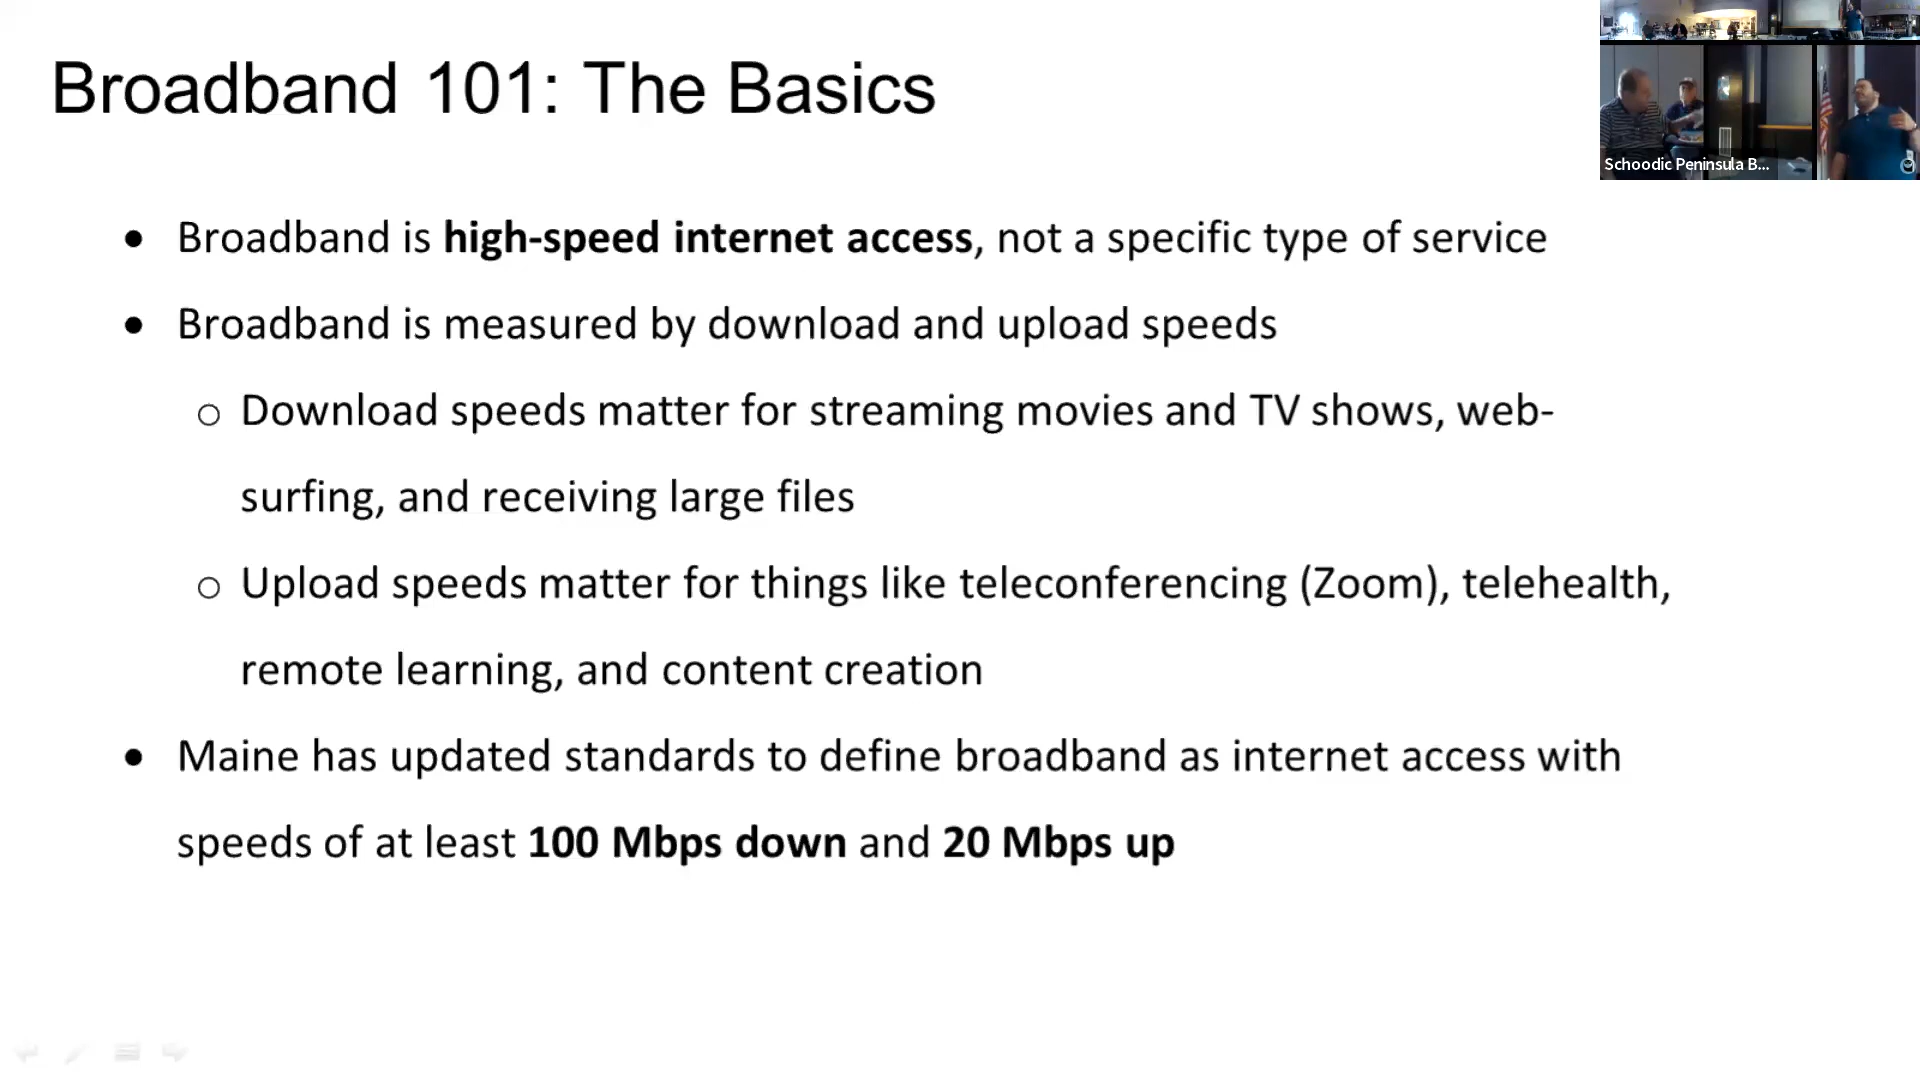 Broadband 101: The Basics
Schoodic Peninsula B...
• Broadband is high-speed internet access, not a specific type of service
• Broadband is measured by download and upload speeds
○ Download speeds matter for streaming movies and TV shows, web-
surfing, and receiving large files
○ Upload speeds matter for things like teleconferencing (Zoom), telehealth,
remote learning, and content creation
• Maine has updated standards to define broadband as internet access with
speeds of at least 100 Mbps down and 20 Mbps up